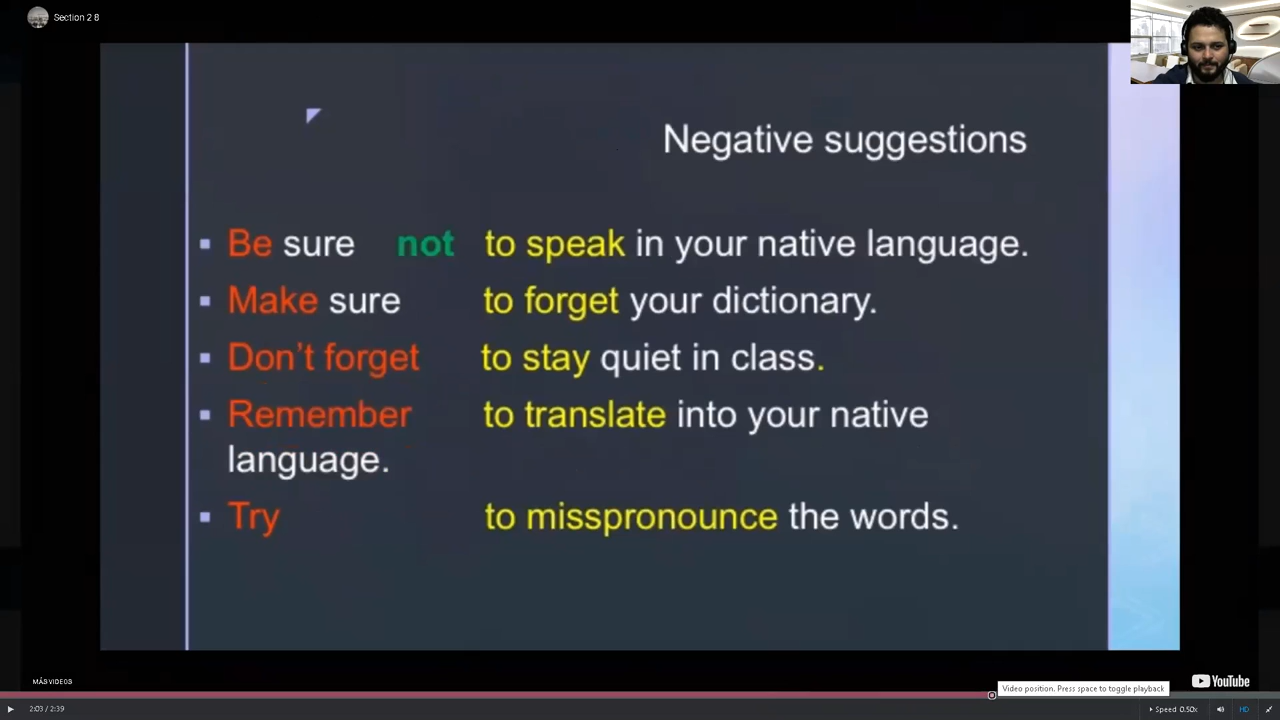 Section 2 8
Negative suggestions
Be sure not to speak in your native language.
Make sure to forget your dictionary.
Don't forget to stay quiet in class.
Remember to translate into your native
language.
Try to misspronounce the words.
MÁS VIDEOS
YouTube
Video position. Press space to toggle playback
2:03 / 2:39
Speed 0.50x
HD